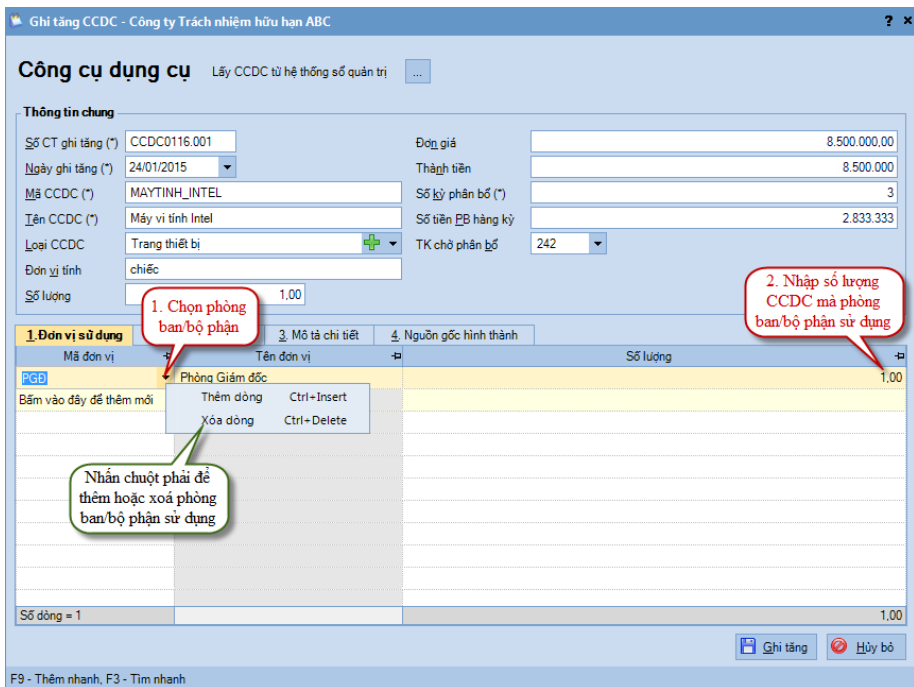 Ghi tăng CCDC - Công ty Trách nhiệm hữu hạn ABC
Công cụ dụng cụ Lấy CCDC từ hệ thống sổ quản trị ...
Thông tin chung
Số CT ghi tăng (*) CCDC0116.001 Đơn giá 8.500.000,00
Ngày ghi tăng (*) 24/01/2015 Thành tiền 8.500.000
Mã CCDC (*) MAYTINH_INTEL Số kỳ phân bổ (*) 3
Tên CCDC (*) Máy vi tính Intel Số tiền PB hàng kỳ 2.833.333
Loại CCDC Trang thiết bị TK chờ phân bổ 242
Đơn vị tính chiếc
Số lượng 1,00
1. Chọn phòng
ban/bộ phận
2. Nhập số lượng
CCDC mà phòng
ban/bộ phận sử dụng
1.Đơn vị sử dụng 3. Mô tả chi tiết 4. Nguồn gốc hình thành
Mã đơn vị Tên đơn vị Số lượng
PGĐ Phòng Giám đốc 1,00
Bấm vào đây để thêm mới
Thêm dòng Ctrl+Insert
Xóa dòng Ctrl+Delete
Nhấn chuột phải để
thêm hoặc xoá phòng
ban/bộ phận sử dụng
Số dòng = 1 1,00
Ghi tăng Hủy bỏ
F9 - Thêm nhanh, F3 - Tìm nhanh